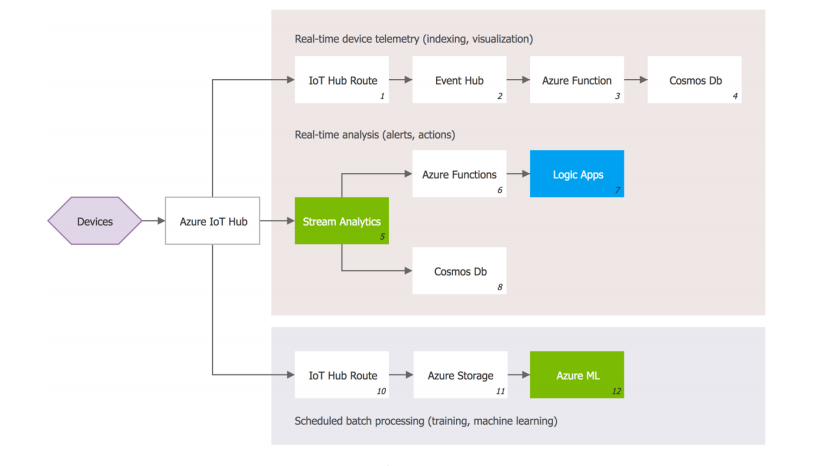 Real-time device telemetry (indexing, visualization)
IoT Hub Route
1
Event Hub
2
Azure Function
3
Cosmos Db
4
Real-time analysis (alerts, actions)
Azure Functions
6
Logic Apps
7
Devices
Azure IoT Hub
Stream Analytics
5
Cosmos Db
8
IoT Hub Route
10
Azure Storage
11
Azure ML
12
Scheduled batch processing (training, machine learning)